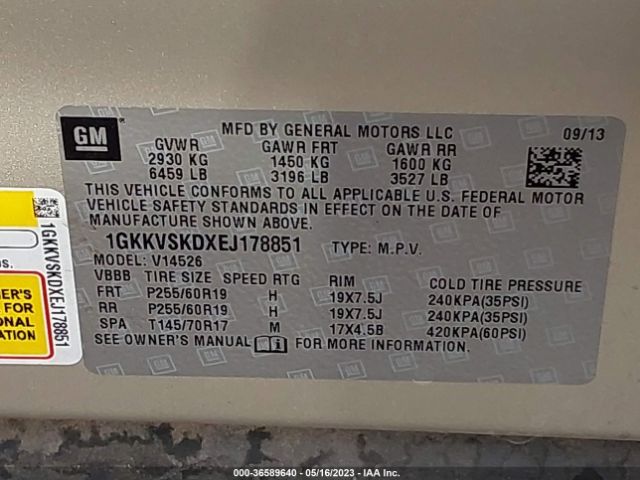 GM
MFD BY GENERAL MOTORS LLC 09/13
GVWR GAWR FRT GAWR RR
2930 KG 1450 KG 1600 KG
6459 LB 3196 LB 3527 LB
THIS VEHICLE CONFORMS TO ALL APPLICABLE U.S. FEDERAL MOTOR
VEHICLE SAFETY STANDARDS IN EFFECT ON THE DATE OF
MANUFACTURE SHOWN ABOVE.
1GKKVSKDXEJ178851 TYPE: M.P.V.
MODEL: V14526
VBBB TIRE SIZE SPEED RTG RIM COLD TIRE PRESSURE
FRT P255/60R19 H 19X7.5J 240KPA(35PSI)
RR P255/60R19 H 19X7.5J 240KPA(35PSI)
SPA T145/70R17 M 17X4.5B 420KPA(60PSI)
SEE OWNER'S MANUAL FOR MORE INFORMATION.
1GKKVSKDXEJ178851
FOR
000-36589640 - 05/16/2023 - IAA Inc.